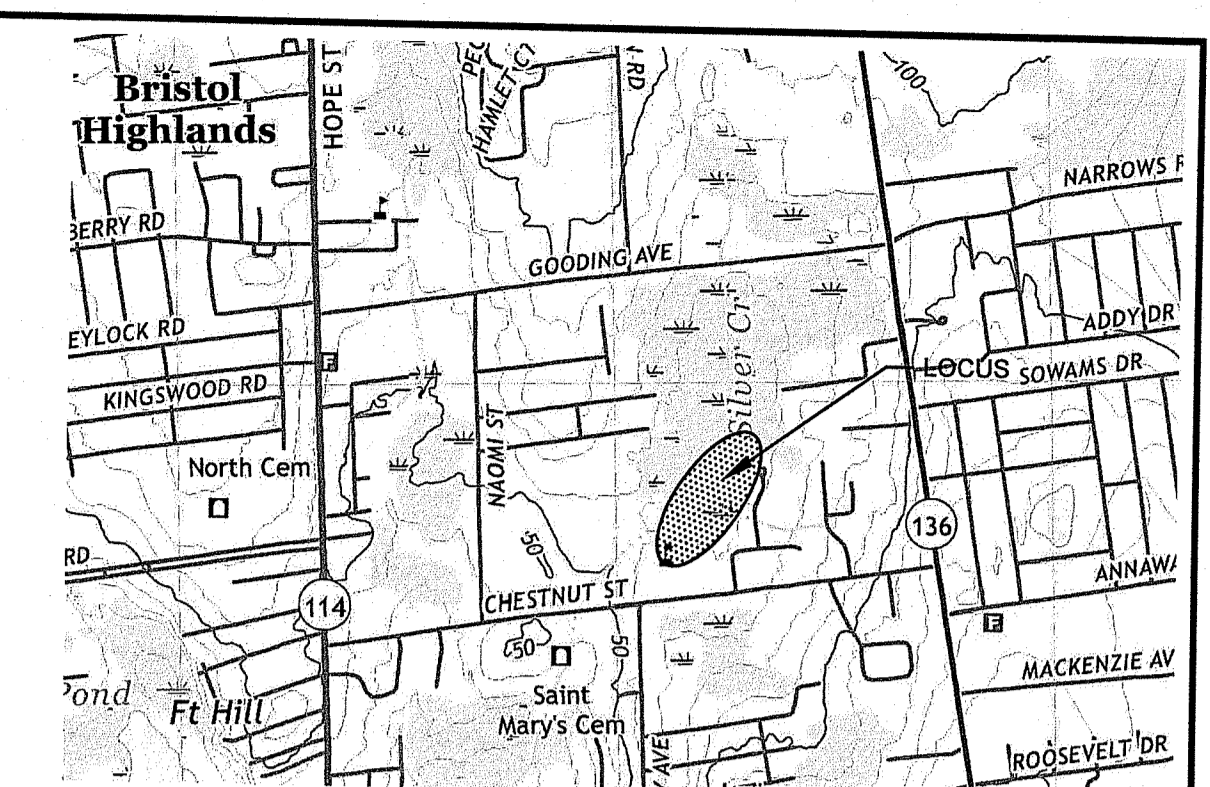 Bristol
Highlands
HOPE ST
HAMLET CT
N RD
100
NARROWS R
BERRY RD
GOODING AVE
EYLOCK RD
Silver Cr
ADDY DR
KINGSWOOD RD
F
LOCUS
SOWAMS DR
North Cem
NAOMI ST
136
RD
50
ANNAWA
114
CHESTNUT ST
F
50
50
MACKENZIE AV
Pond
Ft Hill
Saint
Mary's Cem
AVE
ROOSEVELT DR